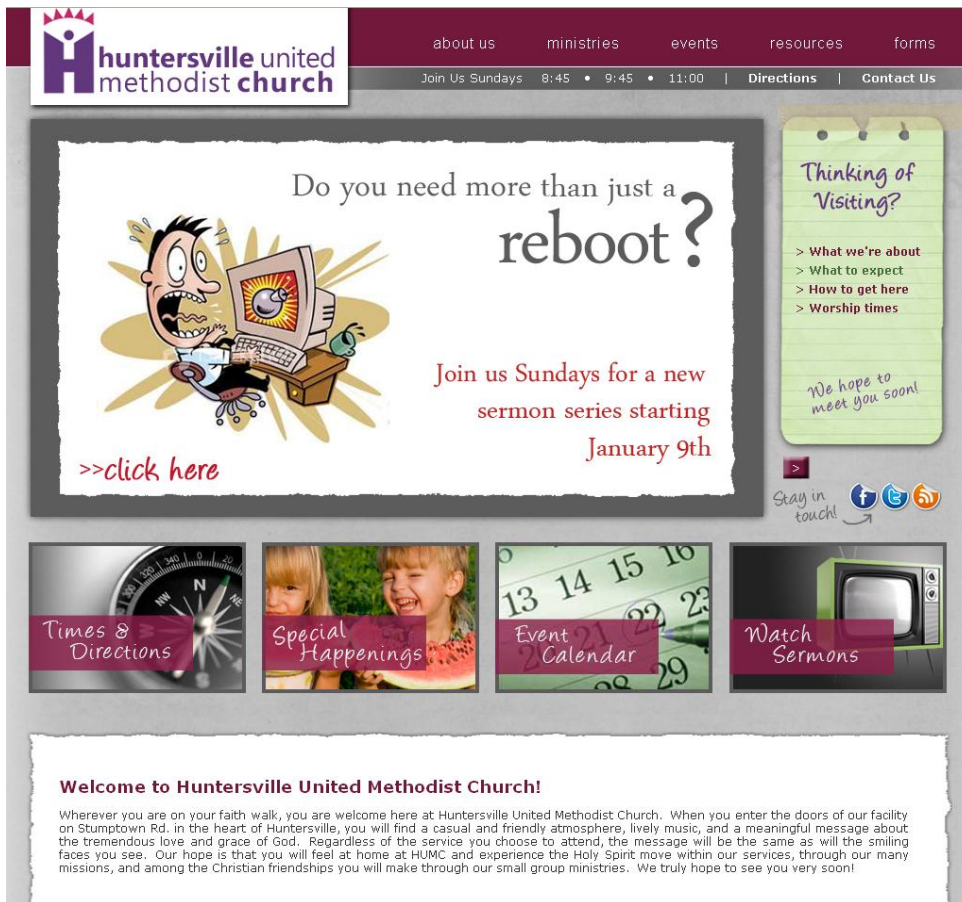 huntersville united
methodist church
about us ministries events resources forms
Join Us Sundays 8:45 • 9:45 • 11:00 | Directions | Contact Us
Do you need more than just a
reboot?
Join us Sundays for a new
sermon series starting
January 9th
>>click here
Thinking of
Visiting?
> What we're about
> What to expect
> How to get here
> Worship times
We hope to
meet you soon!
>
Stay in
touch!
Times &
Directions
Special
Happenings
Event
Calendar
Watch
Sermons
Welcome to Huntersville United Methodist Church!
Wherever you are on your faith walk, you are welcome here at Huntersville United Methodist Church. When you enter the doors of our facility
on Stumptown Rd. in the heart of Huntersville, you will find a casual and friendly atmosphere, lively music, and a meaningful message about
the tremendous love and grace of God. Regardless of the service you choose to attend, the message will be the same as will the smiling
faces you see. Our hope is that you will feel at home at HUMC and experience the Holy Spirit move within our services, through our many
missions, and among the Christian friendships you will make through our small group ministries. We truly hope to see you very soon!